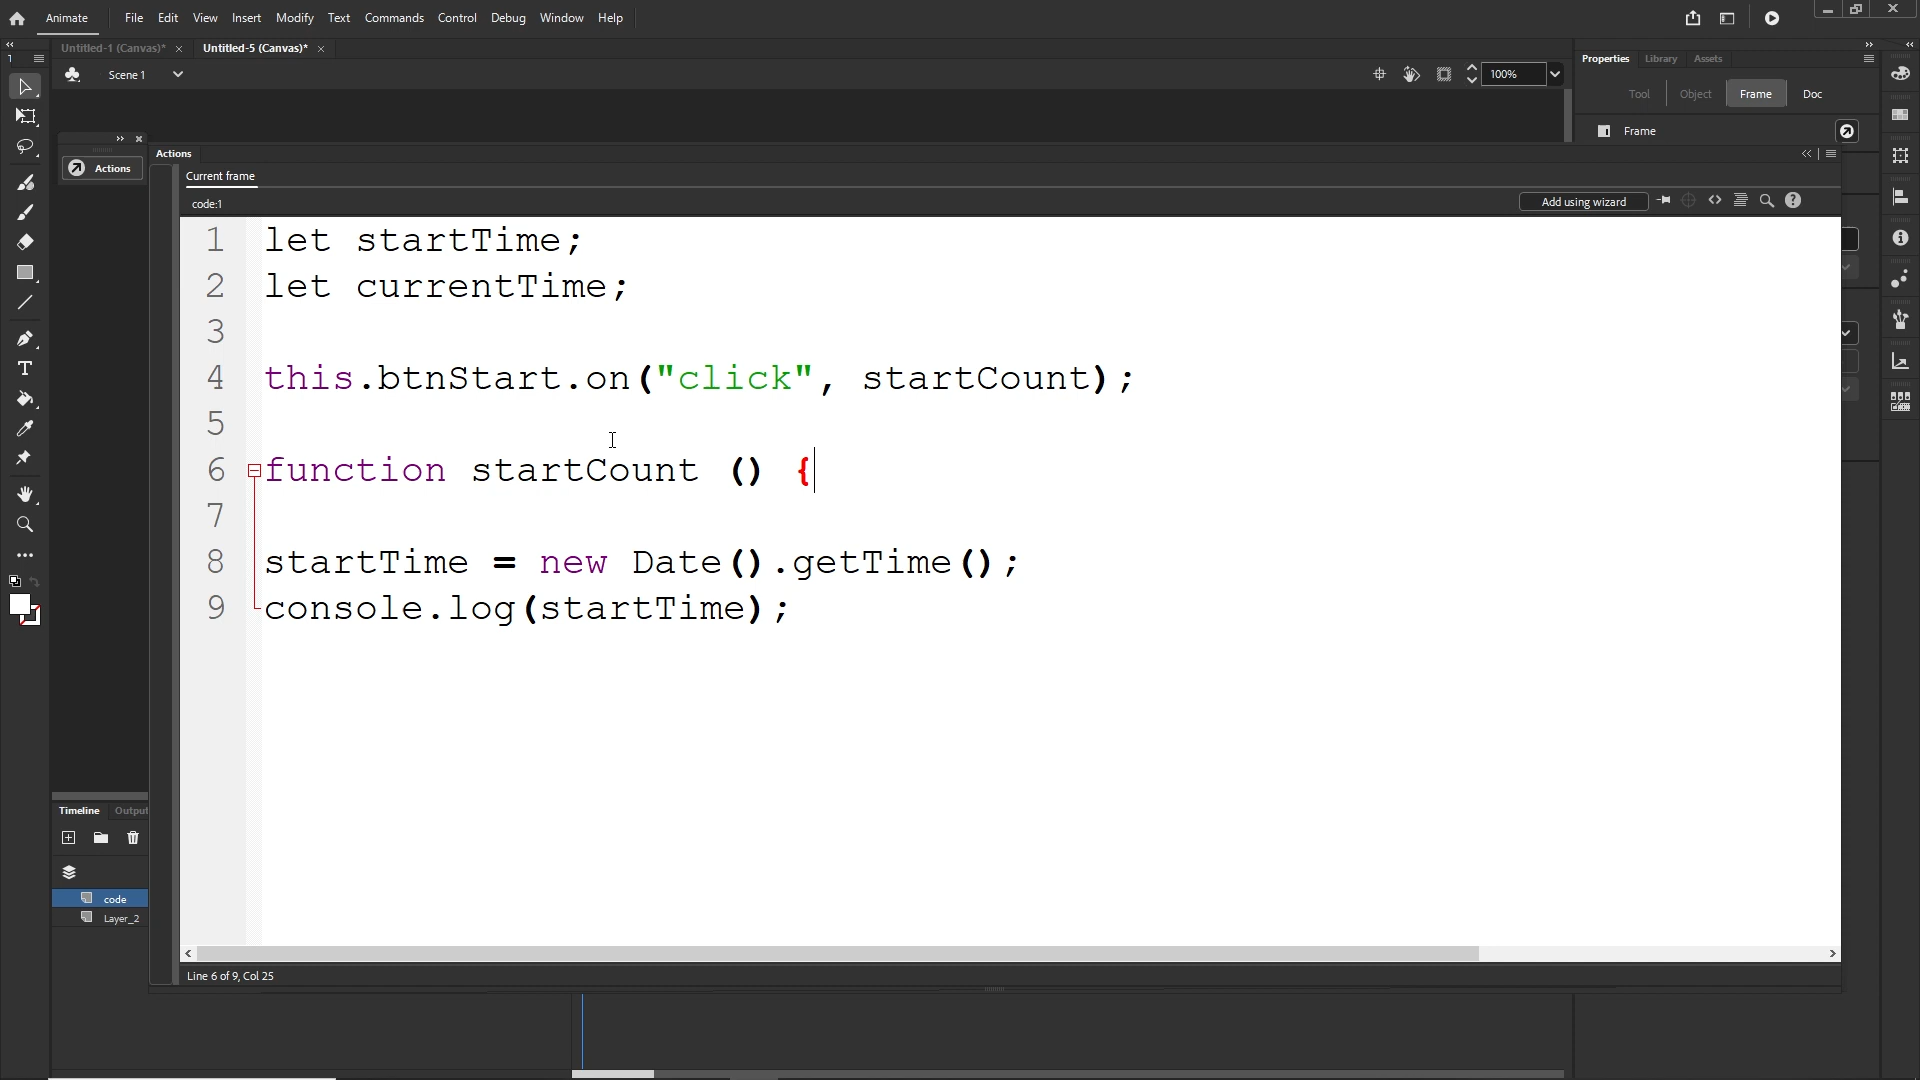 Animate File Edit View Insert Modify Text Commands Control Debug Window Help
Untitled-1 (Canvas)* × Untitled-5 (Canvas)* ×
Scene 1 100%
Properties Library Assets
Tool Object Frame Doc
Frame
Actions
Actions
Current frame
code:1
Add using wizard
1 let startTime;
2 let currentTime;
3
4 this.btnStart.on("click", startCount);
5
6 function startCount () {
7
8 startTime = new Date().getTime();
9 console.log(startTime);
Line 6 of 9, Col 25
Timeline Output
code
Layer_2